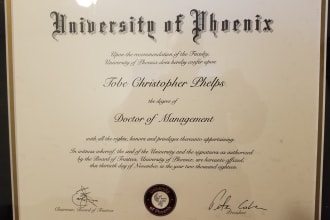 University of Phoenix
Upon the recommendation of the Faculty,
University of Phoenix does hereby confer upon
Tobe Christopher Phelps
the degree of
Doctor of Management
with all the rights, honors and privileges thereunto appertaining.
In witness whereof, the seal of the University and the signatures as authorized
by the Board of Trustees, University of Phoenix, are hereunto affixed,
this thirtieth day of November, in the year two thousand eighteen.
Chairman, Board of Trustees
President